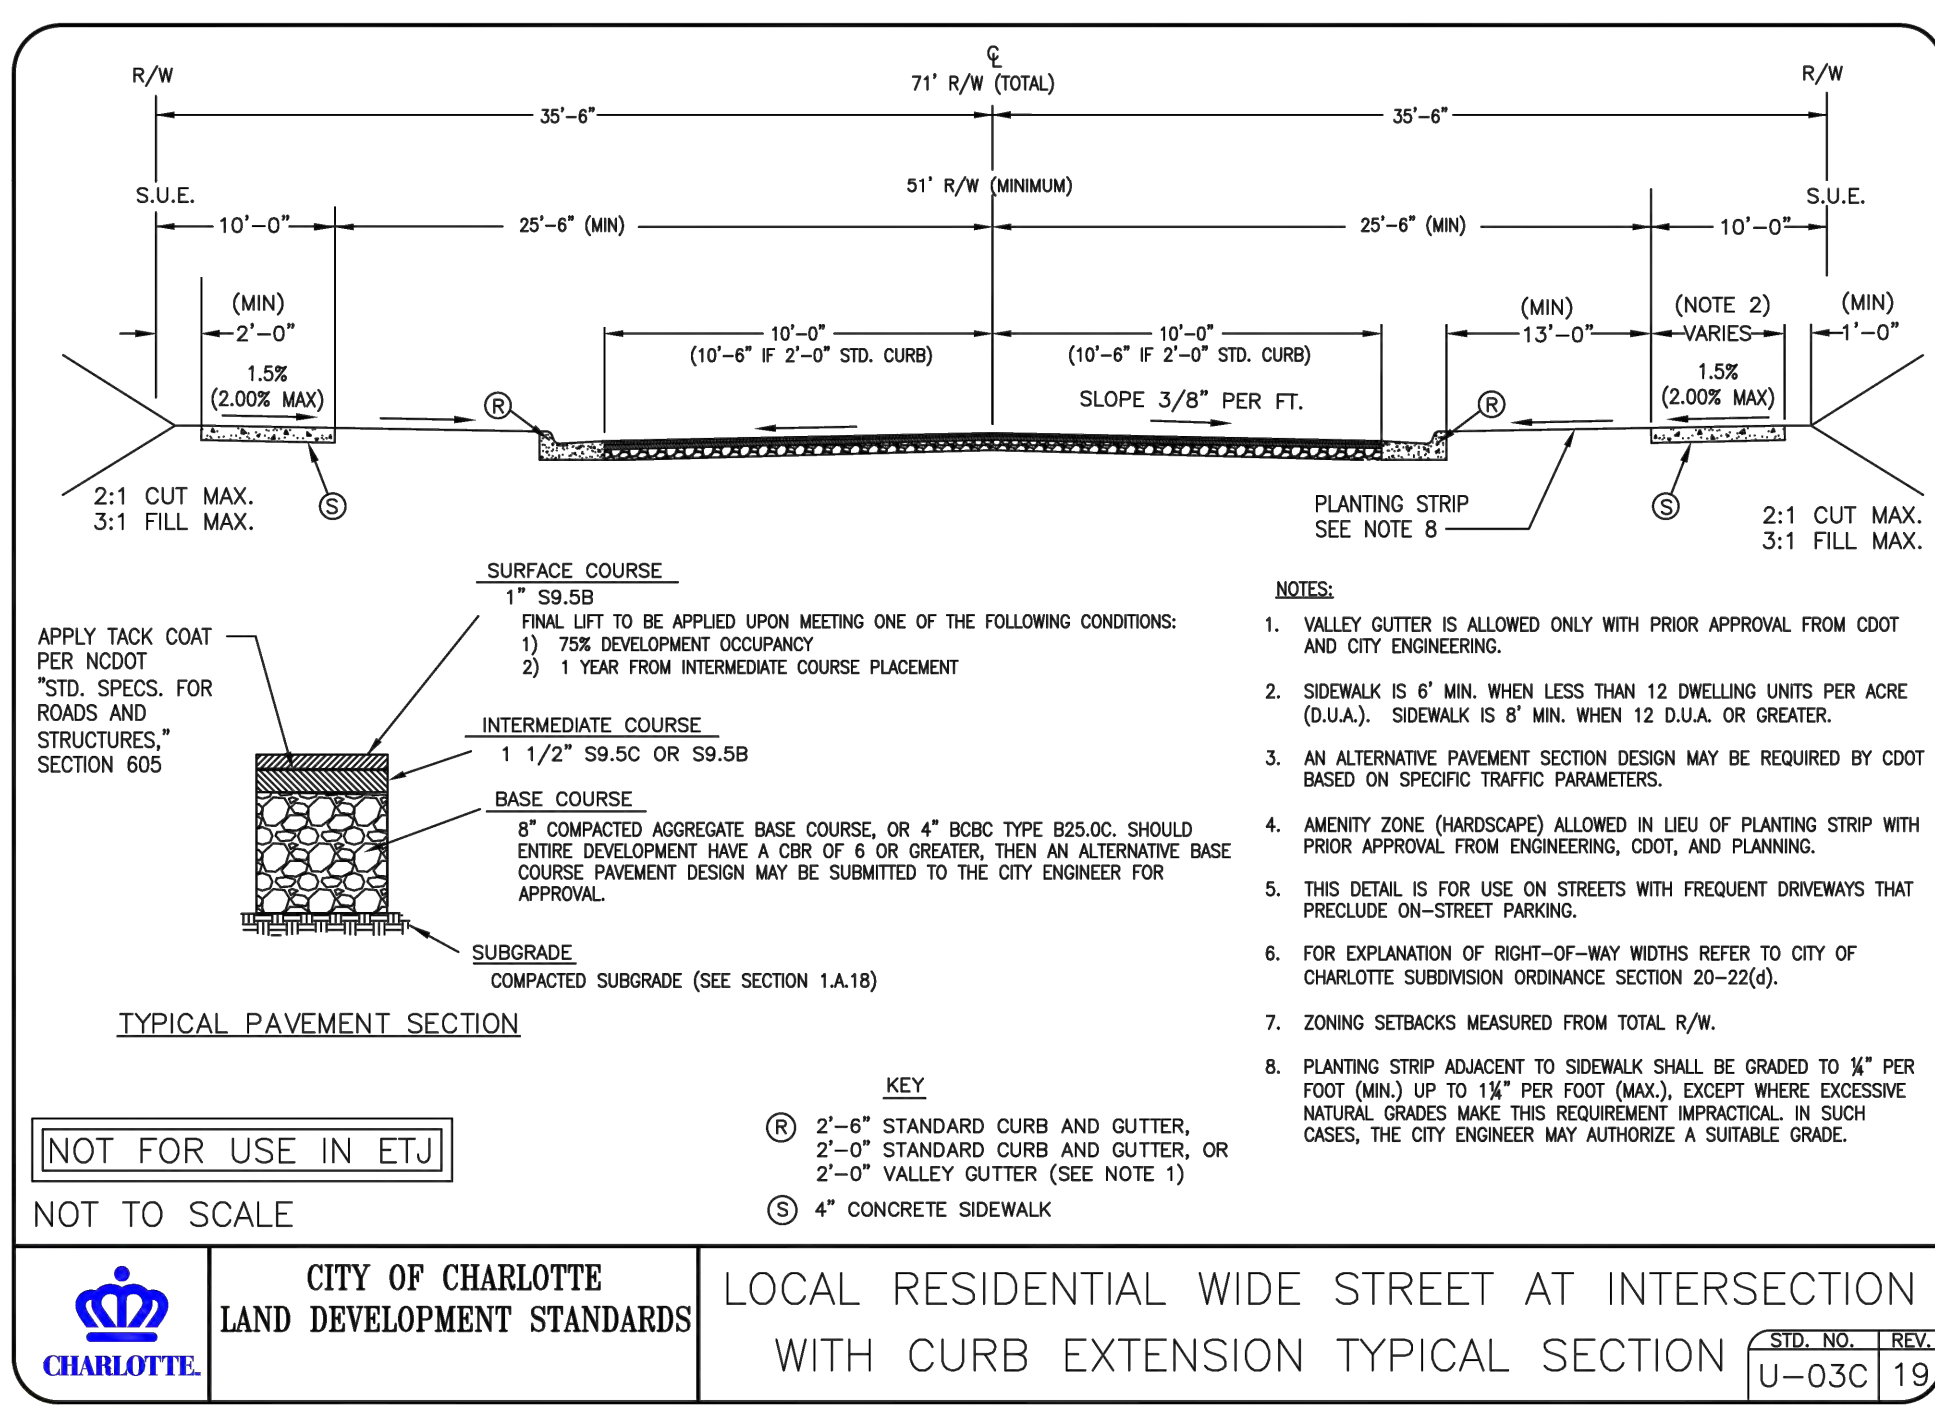 ℄
R/W
71' R/W (TOTAL)
R/W
35'-6"
35'-6"
S.U.E.
51' R/W (MINIMUM)
S.U.E.
10'-0"
25'-6" (MIN)
25'-6" (MIN)
10'-0"
(MIN)
2'-0"
10'-0"
(10'-6" IF 2'-0" STD. CURB)
10'-0"
(10'-6" IF 2'-0" STD. CURB)
(MIN)
13'-0"
(NOTE 2)
VARIES
(MIN)
1'-0"
1.5%
(2.00% MAX)
R
SLOPE 3/8" PER FT.
R
1.5%
(2.00% MAX)
2:1 CUT MAX.
3:1 FILL MAX.
S
PLANTING STRIP
SEE NOTE 8
S
2:1 CUT MAX.
3:1 FILL MAX.
SURFACE COURSE
1" S9.5B
FINAL LIFT TO BE APPLIED UPON MEETING ONE OF THE FOLLOWING CONDITIONS:
1) 75% DEVELOPMENT OCCUPANCY
2) 1 YEAR FROM INTERMEDIATE COURSE PLACEMENT
APPLY TACK COAT
PER NCDOT
"STD. SPECS. FOR
ROADS AND
STRUCTURES,"
SECTION 605
INTERMEDIATE COURSE
1 1/2" S9.5C OR S9.5B
BASE COURSE
8" COMPACTED AGGREGATE BASE COURSE, OR 4" BCBC TYPE B25.0C. SHOULD
ENTIRE DEVELOPMENT HAVE A CBR OF 6 OR GREATER, THEN AN ALTERNATIVE BASE
COURSE PAVEMENT DESIGN MAY BE SUBMITTED TO THE CITY ENGINEER FOR
APPROVAL.
SUBGRADE
COMPACTED SUBGRADE (SEE SECTION 1.A.18)
TYPICAL PAVEMENT SECTION
NOTES:
1. VALLEY GUTTER IS ALLOWED ONLY WITH PRIOR APPROVAL FROM CDOT
AND CITY ENGINEERING.
2. SIDEWALK IS 6' MIN. WHEN LESS THAN 12 DWELLING UNITS PER ACRE
(D.U.A.). SIDEWALK IS 8' MIN. WHEN 12 D.U.A. OR GREATER.
3. AN ALTERNATIVE PAVEMENT SECTION DESIGN MAY BE REQUIRED BY CDOT
BASED ON SPECIFIC TRAFFIC PARAMETERS.
4. AMENITY ZONE (HARDSCAPE) ALLOWED IN LIEU OF PLANTING STRIP WITH
PRIOR APPROVAL FROM ENGINEERING, CDOT, AND PLANNING.
5. THIS DETAIL IS FOR USE ON STREETS WITH FREQUENT DRIVEWAYS THAT
PRECLUDE ON-STREET PARKING.
6. FOR EXPLANATION OF RIGHT-OF-WAY WIDTHS REFER TO CITY OF
CHARLOTTE SUBDIVISION ORDINANCE SECTION 20-22(d).
7. ZONING SETBACKS MEASURED FROM TOTAL R/W.
8. PLANTING STRIP ADJACENT TO SIDEWALK SHALL BE GRADED TO ¼" PER
FOOT (MIN.) UP TO 1¼" PER FOOT (MAX.), EXCEPT WHERE EXCESSIVE
NATURAL GRADES MAKE THIS REQUIREMENT IMPRACTICAL. IN SUCH
CASES, THE CITY ENGINEER MAY AUTHORIZE A SUITABLE GRADE.
KEY
R 2'-6" STANDARD CURB AND GUTTER,
2'-0" STANDARD CURB AND GUTTER, OR
2'-0" VALLEY GUTTER (SEE NOTE 1)
S 4" CONCRETE SIDEWALK
NOT FOR USE IN ETJ
NOT TO SCALE
CHARLOTTE.
CITY OF CHARLOTTE
LAND DEVELOPMENT STANDARDS
LOCAL RESIDENTIAL WIDE STREET AT INTERSECTION
WITH CURB EXTENSION TYPICAL SECTION
STD. NO. REV.
U-03C 19